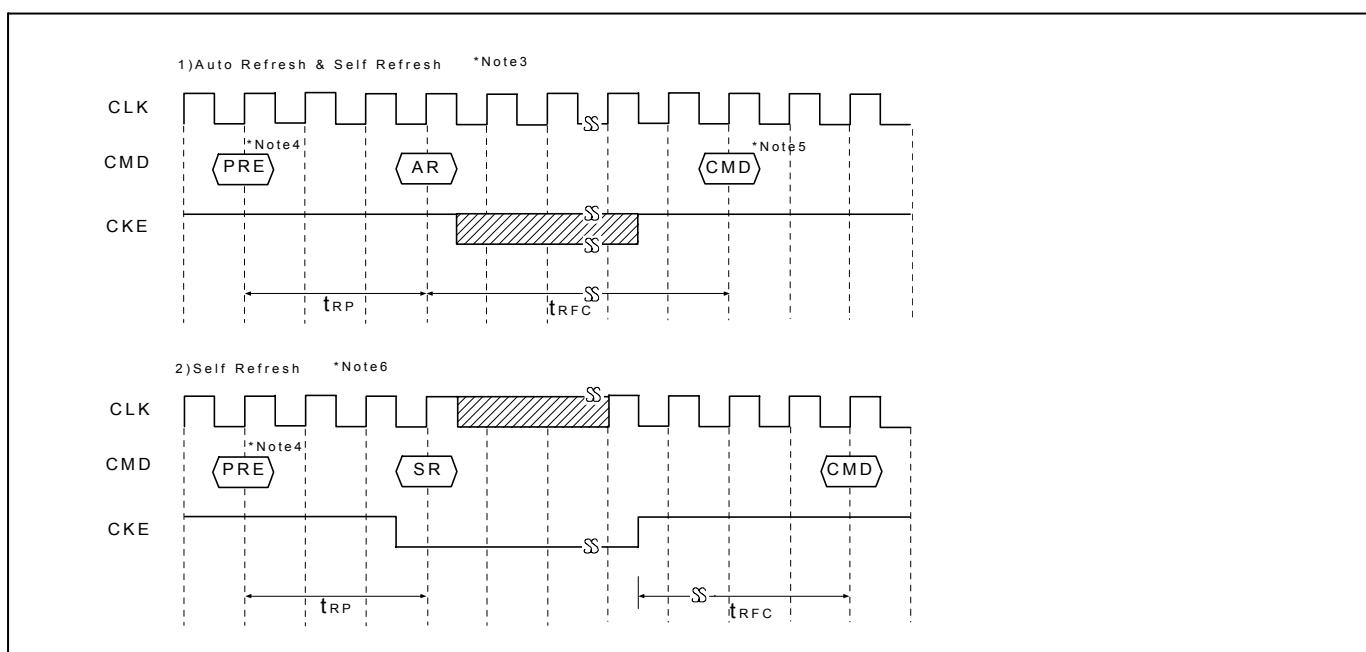 1)Auto Refresh & Self Refresh *Note3
CLK
CMD PRE *Note4 AR CMD *Note5
CKE
tRP tRFC
2)Self Refresh *Note6
CLK
CMD PRE *Note4 SR CMD
CKE
tRP tRFC